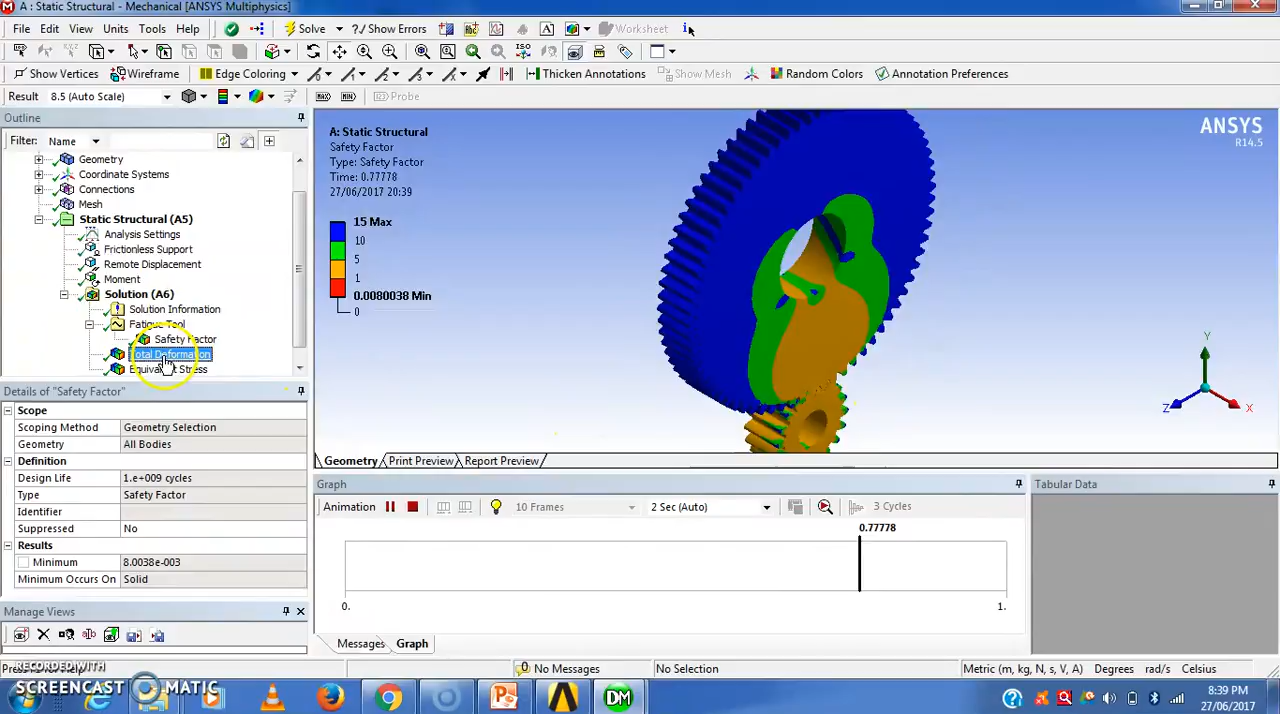 A : Static Structural - Mechanical [ANSYS Multiphysics]
File Edit View Units Tools Help Solve Show Errors Worksheet
Show Vertices Wireframe Edge Coloring Thicken Annotations Show Mesh Random Colors Annotation Preferences
Result 8.5 (Auto Scale) MAX MIN Probe
Outline
Filter: Name
Geometry
Coordinate Systems
Connections
Mesh
Static Structural (A5)
Analysis Settings
Frictionless Support
Remote Displacement
Moment
Solution (A6)
Solution Information
Fatigue Tool
Safety Factor
Total Deformation
Equivalent Stress
Details of "Safety Factor"
Scope
Scoping Method Geometry Selection
Geometry All Bodies
Definition
Design Life 1.e+009 cycles
Type Safety Factor
Identifier
Suppressed No
Results
Minimum 8.0038e-003
Minimum Occurs On Solid
Manage Views
A: Static Structural
Safety Factor
Type: Safety Factor
Time: 0.77778
27/06/2017 20:39
15 Max
10
5
1
0.0080038 Min
0
ANSYS
R14.5
Y
Z X
Geometry Print Preview Report Preview
Graph
Animation 10 Frames 2 Sec (Auto) 3 Cycles
0.77778
0. 1.
Messages Graph
Tabular Data
No Messages No Selection Metric (m, kg, N, s, V, A) Degrees rad/s Celsius
RECORDED WITH
SCREENCAST MATIC
DM
8:39 PM
27/06/2017